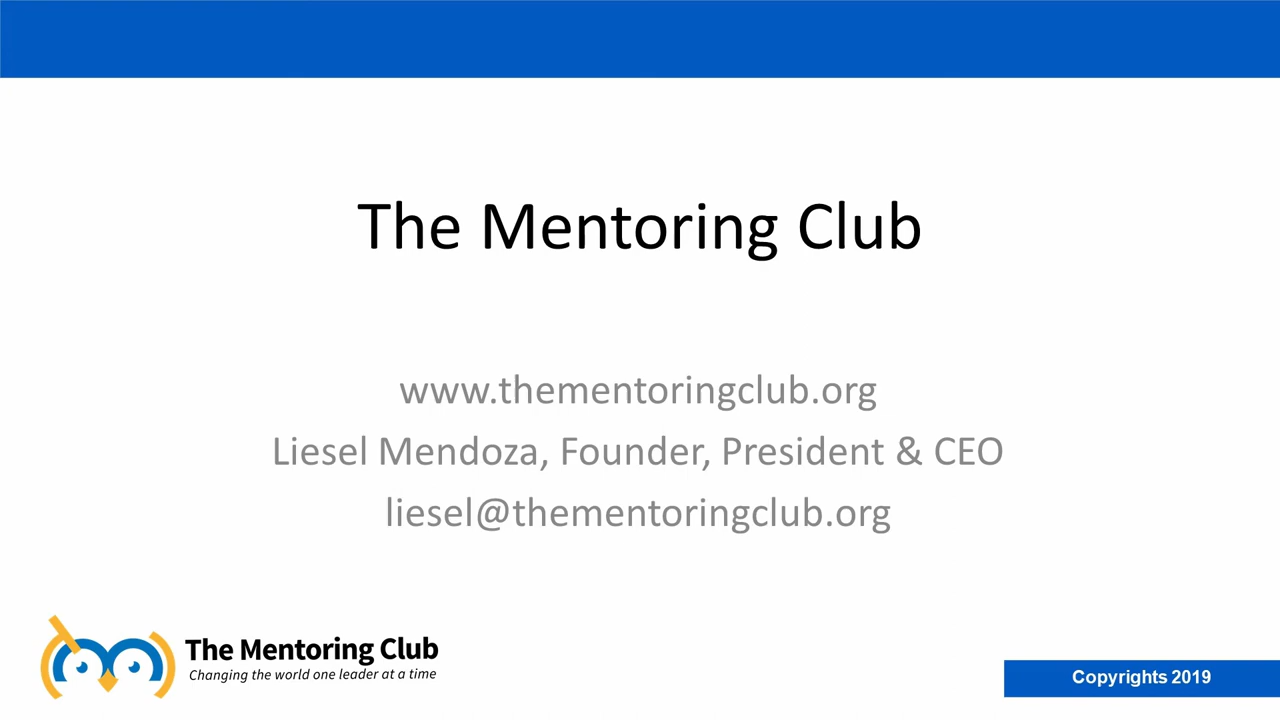 The Mentoring Club
www.thementoringclub.org
Liesel Mendoza, Founder, President & CEO
liesel@thementoringclub.org
The Mentoring Club
Changing the world one leader at a time
Copyrights 2019